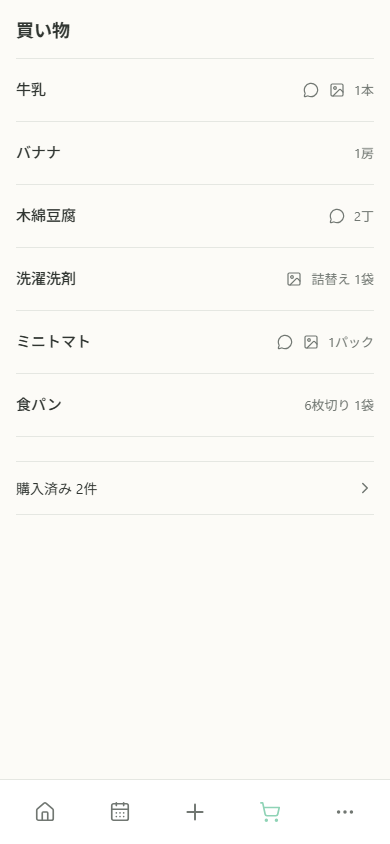 買い物
牛乳 1本
バナナ 1房
木綿豆腐 2丁
洗濯洗剤 詰替え 1袋
ミニトマト 1パック
食パン 6枚切り 1袋
購入済み 2件